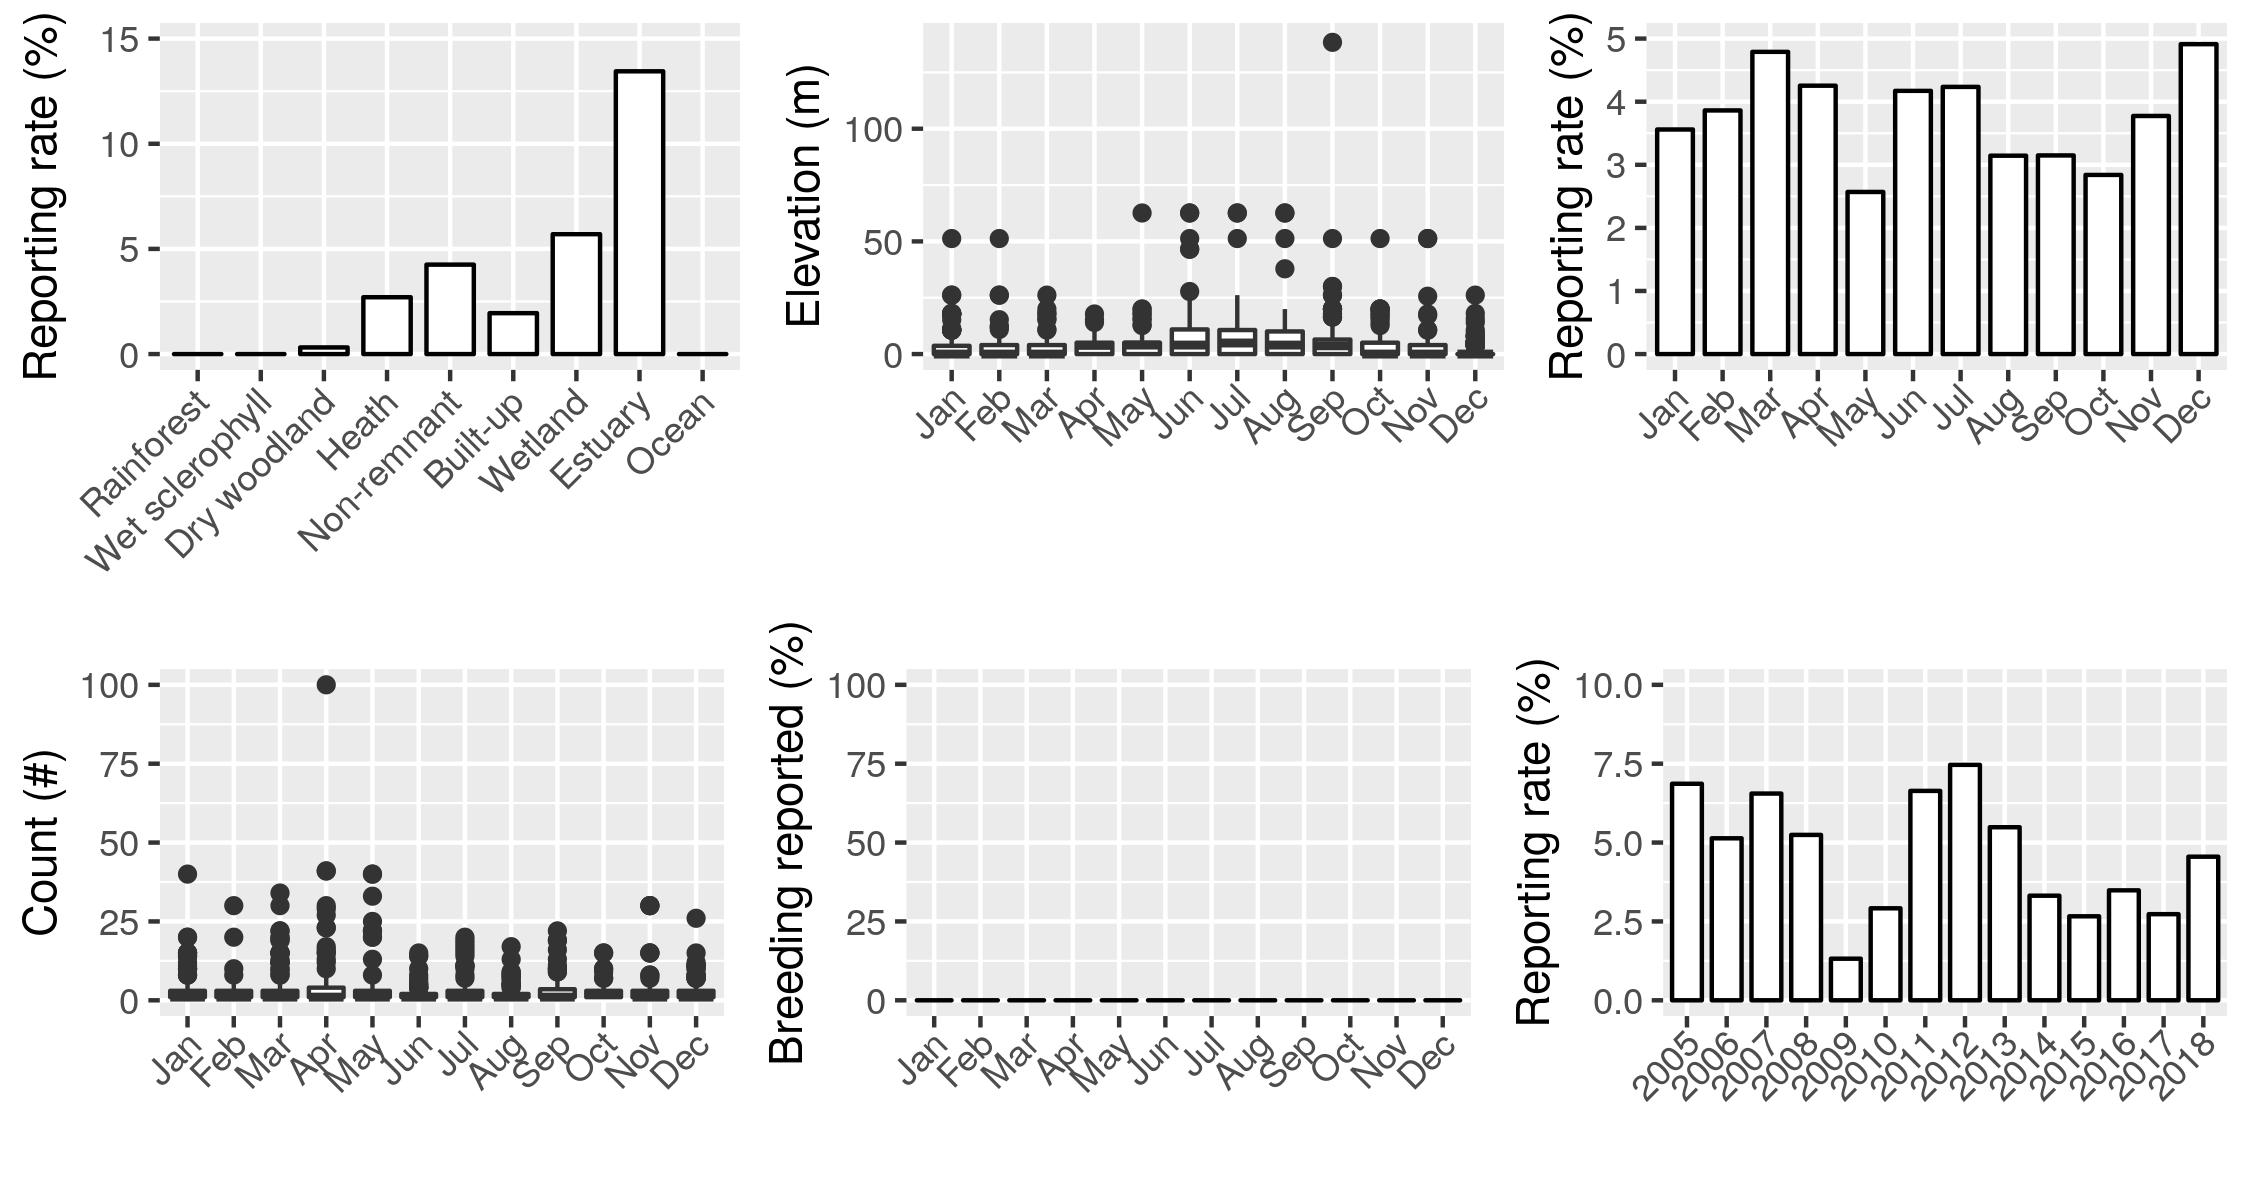 Reporting rate (%)
15
10
5
0
Rainforest
Wet sclerophyll
Dry woodland
Heath
Non-remnant
Built-up
Wetland
Estuary
Ocean
Elevation (m)
100
50
0
Jan
Feb
Mar
Apr
May
Jun
Jul
Aug
Sep
Oct
Nov
Dec
Reporting rate (%)
5
4
3
2
1
0
Jan
Feb
Mar
Apr
May
Jun
Jul
Aug
Sep
Oct
Nov
Dec
Count (#)
100
75
50
25
0
Jan
Feb
Mar
Apr
May
Jun
Jul
Aug
Sep
Oct
Nov
Dec
Breeding reported (%)
100
75
50
25
0
Jan
Feb
Mar
Apr
May
Jun
Jul
Aug
Sep
Oct
Nov
Dec
Reporting rate (%)
10.0
7.5
5.0
2.5
0.0
2005
2006
2007
2008
2009
2010
2011
2012
2013
2014
2015
2016
2017
2018